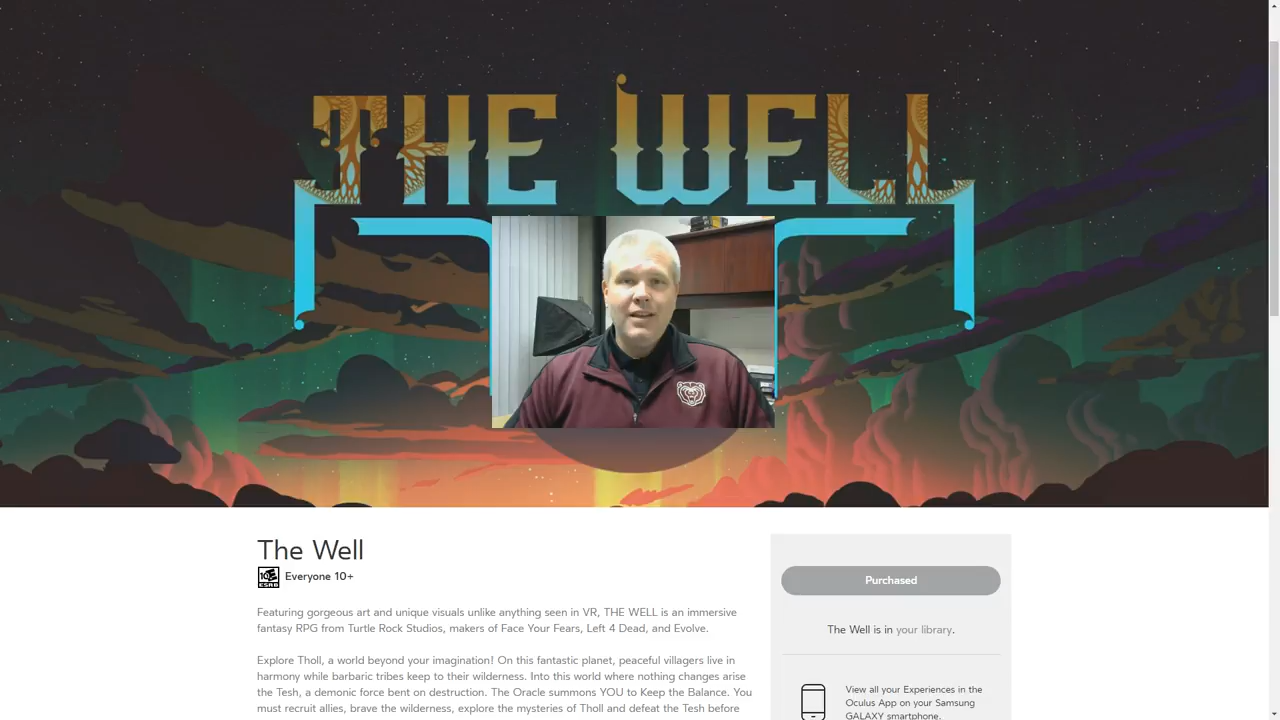 THE WELL
The Well
ESRB Everyone 10+
Featuring gorgeous art and unique visuals unlike anything seen in VR, THE WELL is an immersive
fantasy RPG from Turtle Rock Studios, makers of Face Your Fears, Left 4 Dead, and Evolve.
Explore Tholl, a world beyond your imagination! On this fantastic planet, peaceful villagers live in
harmony while barbaric tribes keep to their wilderness. Into this world where nothing changes arise
the Tesh, a demonic force bent on destruction. The Oracle summons YOU to Keep the Balance. You
must recruit allies, brave the wilderness, explore the mysteries of Tholl and defeat the Tesh before
Purchased
The Well is in your library.
View all your Experiences in the
Oculus App on your Samsung
GALAXY smartphone.